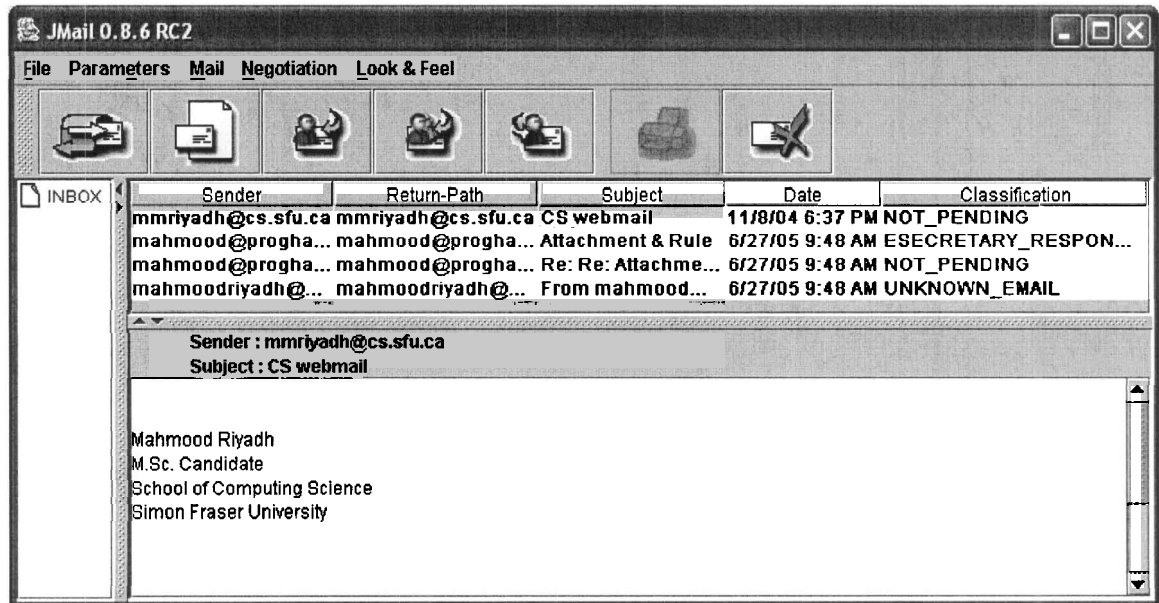 JMail 0.8.6 RC2
File Parameters Mail Negotiation Look & Feel
INBOX
Sender Return-Path Subject Date Classification
mmriyadh@cs.sfu.ca mmriyadh@cs.sfu.ca CS webmail 11/8/04 6:37 PM NOT_PENDING
mahmood@progha... mahmood@progha... Attachment & Rule 6/27/05 9:48 AM ESECRETARY_RESPON...
mahmood@progha... mahmood@progha... Re: Re: Attachme... 6/27/05 9:48 AM NOT_PENDING
mahmoodriyadh@... mahmoodriyadh@... From mahmood... 6/27/05 9:48 AM UNKNOWN_EMAIL
Sender : mmriyadh@cs.sfu.ca
Subject : CS webmail
Mahmood Riyadh
M.Sc. Candidate
School of Computing Science
Simon Fraser University